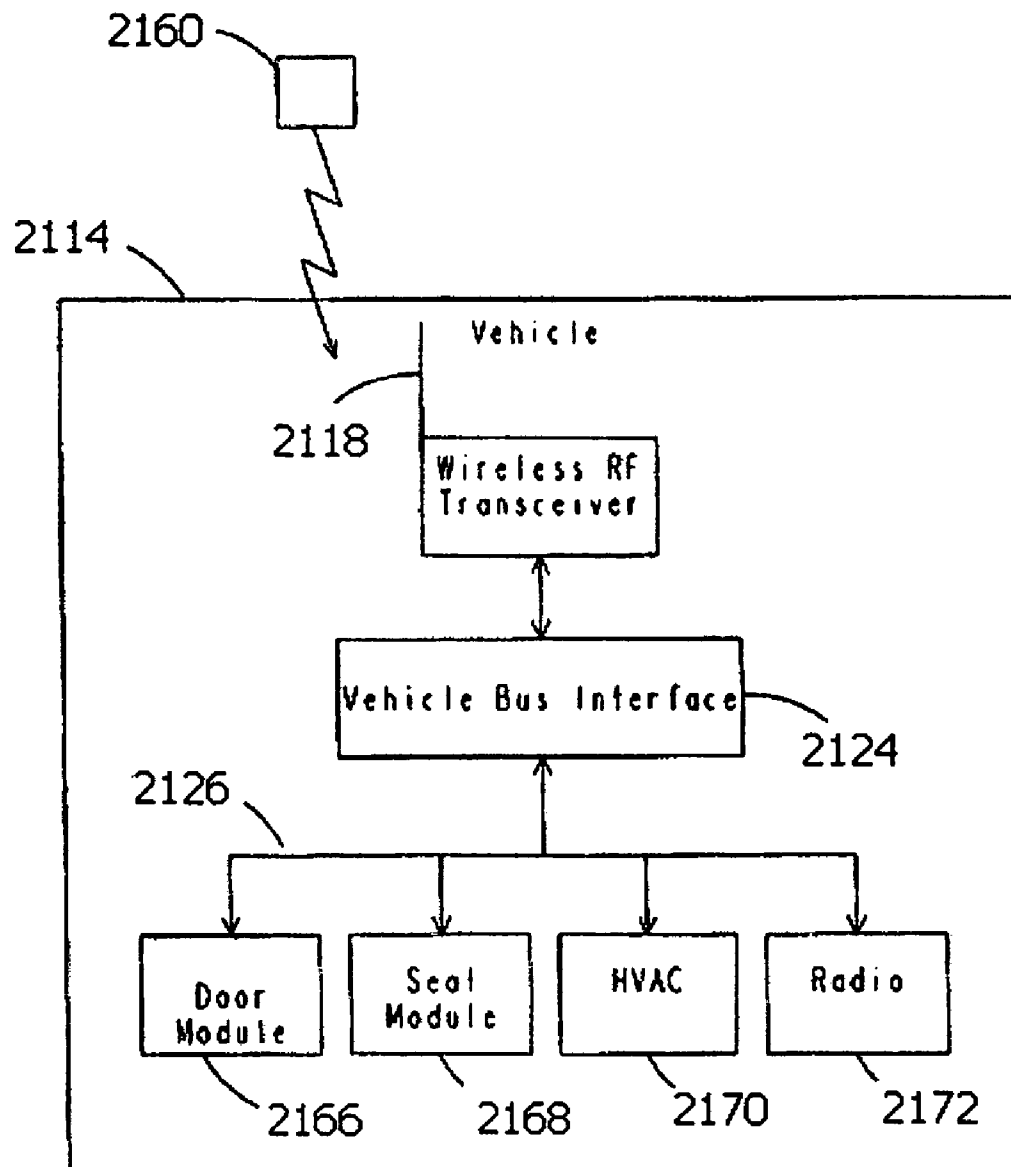 2160
2114
Vehicle
2118
Wireless RF
Transceiver
Vehicle Bus Interface
2124
2126
Door
Module
Seat
Module
HVAC
Radio
2166
2168
2170
2172